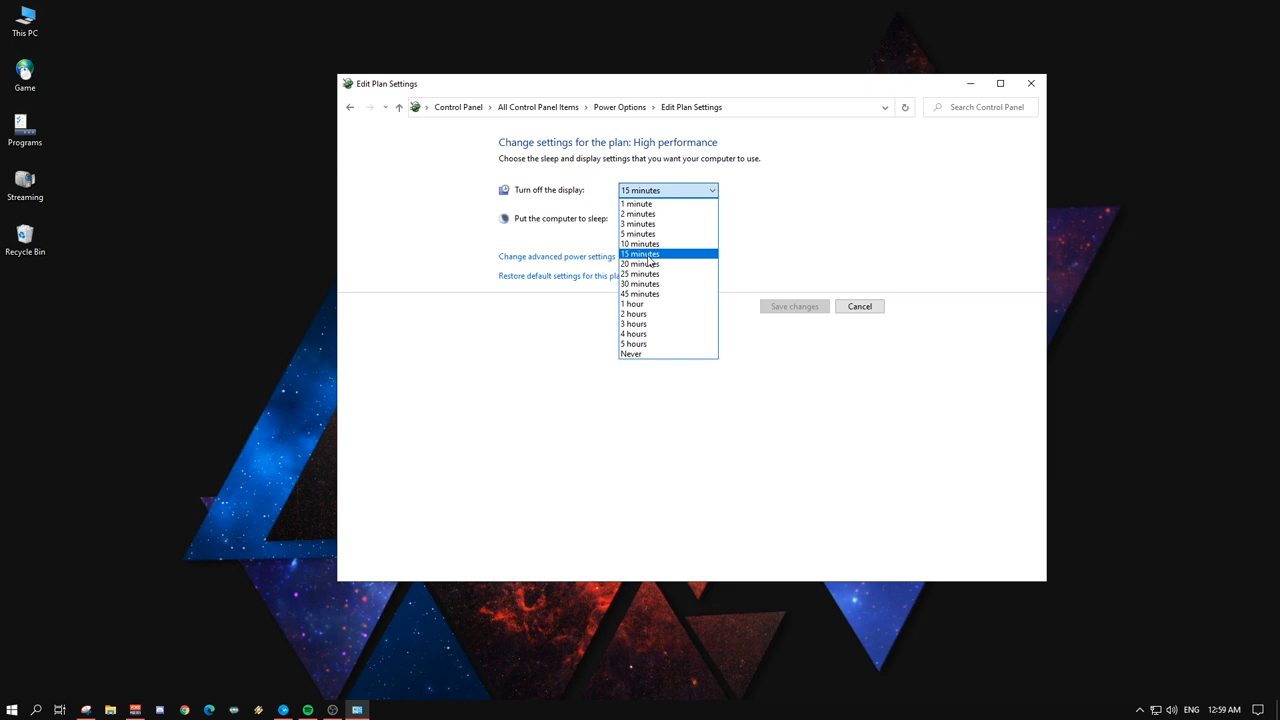 This PC
Game
Programs
Streaming
Recycle Bin
Edit Plan Settings
Control Panel > All Control Panel Items > Power Options > Edit Plan Settings
Search Control Panel
Change settings for the plan: High performance
Choose the sleep and display settings that you want your computer to use.
Turn off the display: 15 minutes
1 minute
2 minutes
3 minutes
Put the computer to sleep:
5 minutes
10 minutes
15 minutes
Change advanced power settings
20 minutes
25 minutes
Restore default settings for this pla
30 minutes
45 minutes
1 hour
2 hours
3 hours
4 hours
5 hours
Never
Save changes
Cancel
ENG
12:59 AM